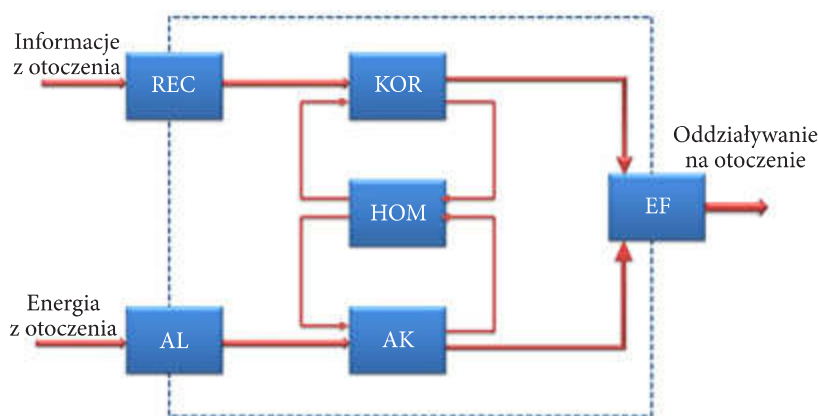 Informacje
z otoczenia
REC
KOR
Oddziaływanie
na otoczenie
HOM
EF
Energia
z otoczenia
AL
AK